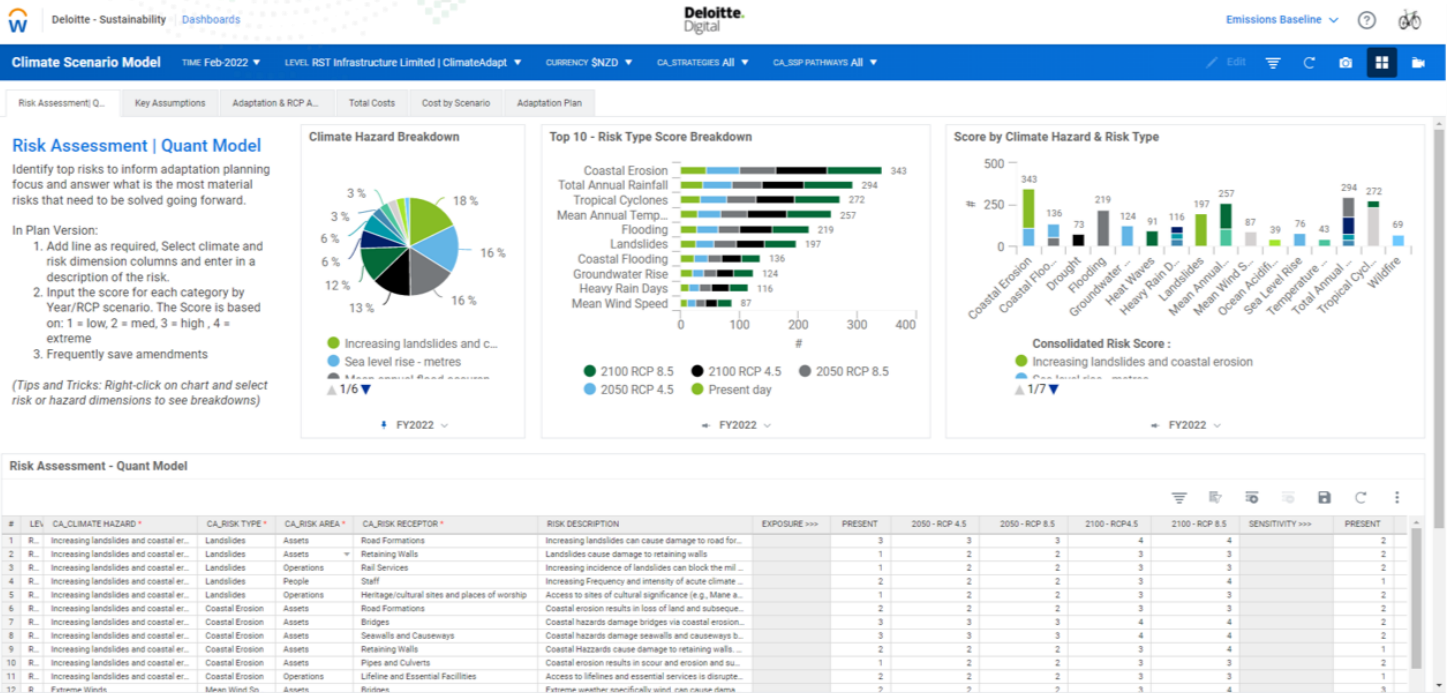 Deloitte - Sustainability Dashboards
Deloitte. Digital
Emissions Baseline
Climate Scenario Model TIME Feb-2022 LEVEL RST Infrastructure Limited | ClimateAdapt CURRENCY $NZD CA_STRATEGIES All CA_SSP PATHWAYS All Edit
Risk Assessment| Q... Key Assumptions Adaptation & RCP A... Total Costs Cost by Scenario Adaptation Plan
Risk Assessment | Quant Model
Identify top risks to inform adaptation planning
focus and answer what is the most material
risks that need to be solved going forward.
In Plan Version:
1. Add line as required, Select climate and
risk dimension columns and enter in a
description of the risk.
2. Input the score for each category by
Year/RCP scenario. The Score is based
on: 1 = low, 2 = med, 3 = high , 4 =
extreme
3. Frequently save amendments
(Tips and Tricks: Right-click on chart and select
risk or hazard dimensions to see breakdowns)
Climate Hazard Breakdown
18 %
16 %
16 %
13 %
12 %
6 %
6 %
3 %
3 %
Increasing landslides and c...
Sea level rise - metres
1/6
FY2022
Top 10 - Risk Type Score Breakdown
Coastal Erosion 343
Total Annual Rainfall 294
Tropical Cyclones 272
Mean Annual Temp... 257
Flooding 219
Landslides 197
Coastal Flooding 136
Groundwater Rise 124
Heavy Rain Days 116
Mean Wind Speed 87
0 100 200 300 400
#
2100 RCP 8.5 2100 RCP 4.5 2050 RCP 8.5
2050 RCP 4.5 Present day
FY2022
Score by Climate Hazard & Risk Type
500
250
0
#
343 136 73 219 124 91 116 197 257 87 39 76 43 294 272 69
Coastal Erosion
Coastal Floo...
Drought
Flooding
Groundwater ...
Heat Waves
Heavy Rain D...
Landslides
Mean Annual...
Mean Wind S...
Ocean Acidifi...
Sea Level Rise
Temperature ...
Total Annual ...
Tropical Cycl...
Wildfire
Consolidated Risk Score :
Increasing landslides and coastal erosion
1/7
FY2022
Risk Assessment - Quant Model
# LEV CA_CLIMATE HAZARD * CA_RISK TYPE * CA_RISK AREA * CA_RISK RECEPTOR * RISK DESCRIPTION EXPOSURE >>> PRESENT 2050 - RCP 4.5 2050 - RCP 8.5 2100 - RCP4.5 2100 - RCP 8.5 SENSITIVITY >>> PRESENT
1 R... Increasing landslides and coastal er... Landslides Assets Road Formations Increasing landslides can cause damage to road for... 3 3 3 4 4 2
2 R... Increasing landslides and coastal er... Landslides Assets Retaining Walls Landslides cause damage to retaining walls 1 2 2 3 3 2
3 R... Increasing landslides and coastal er... Landslides Operations Rail Services Increasing incidence of landslides can block the mil ... 1 2 2 3 3 2
4 R... Increasing landslides and coastal er... Landslides People Staff Increasing Frequency and intensity of acute climate ... 2 2 2 3 4 1
5 R... Increasing landslides and coastal er... Landslides Operations Heritage/cultural sites and places of worship Access to sites of cultural significance (e.g., Mane a... 1 2 2 3 3 2
6 R... Increasing landslides and coastal er... Coastal Erosion Assets Road Formations Coastal erosion results in loss of land and subseque... 2 2 2 3 3 2
7 R... Increasing landslides and coastal er... Coastal Erosion Assets Bridges Coastal hazards damage bridges via coastal erosion... 3 3 3 4 4 2
8 R... Increasing landslides and coastal er... Coastal Erosion Assets Seawalls and Causeways Coastal hazards damage seawalls and causeways b... 3 3 3 4 4 2
9 R... Increasing landslides and coastal er... Coastal Erosion Assets Retaining Walls Coastal Hazzards cause damage to retaining walls. ... 2 2 2 3 4 1
10 R... Increasing landslides and coastal er... Coastal Erosion Assets Pipes and Culverts Coastal erosion results in scour and erosion and su... 1 2 2 3 3 2
11 R... Increasing landslides and coastal er... Coastal Erosion Operations Lifeline and Essential Facilities Access to lifelines and essential services is disrupte... 2 2 2 3 3 1
12 R Extreme Winds Mean Wind Sp... Assets Bridges Extreme weather specifically wind, can cause dama... 2 2 2 3 4 1